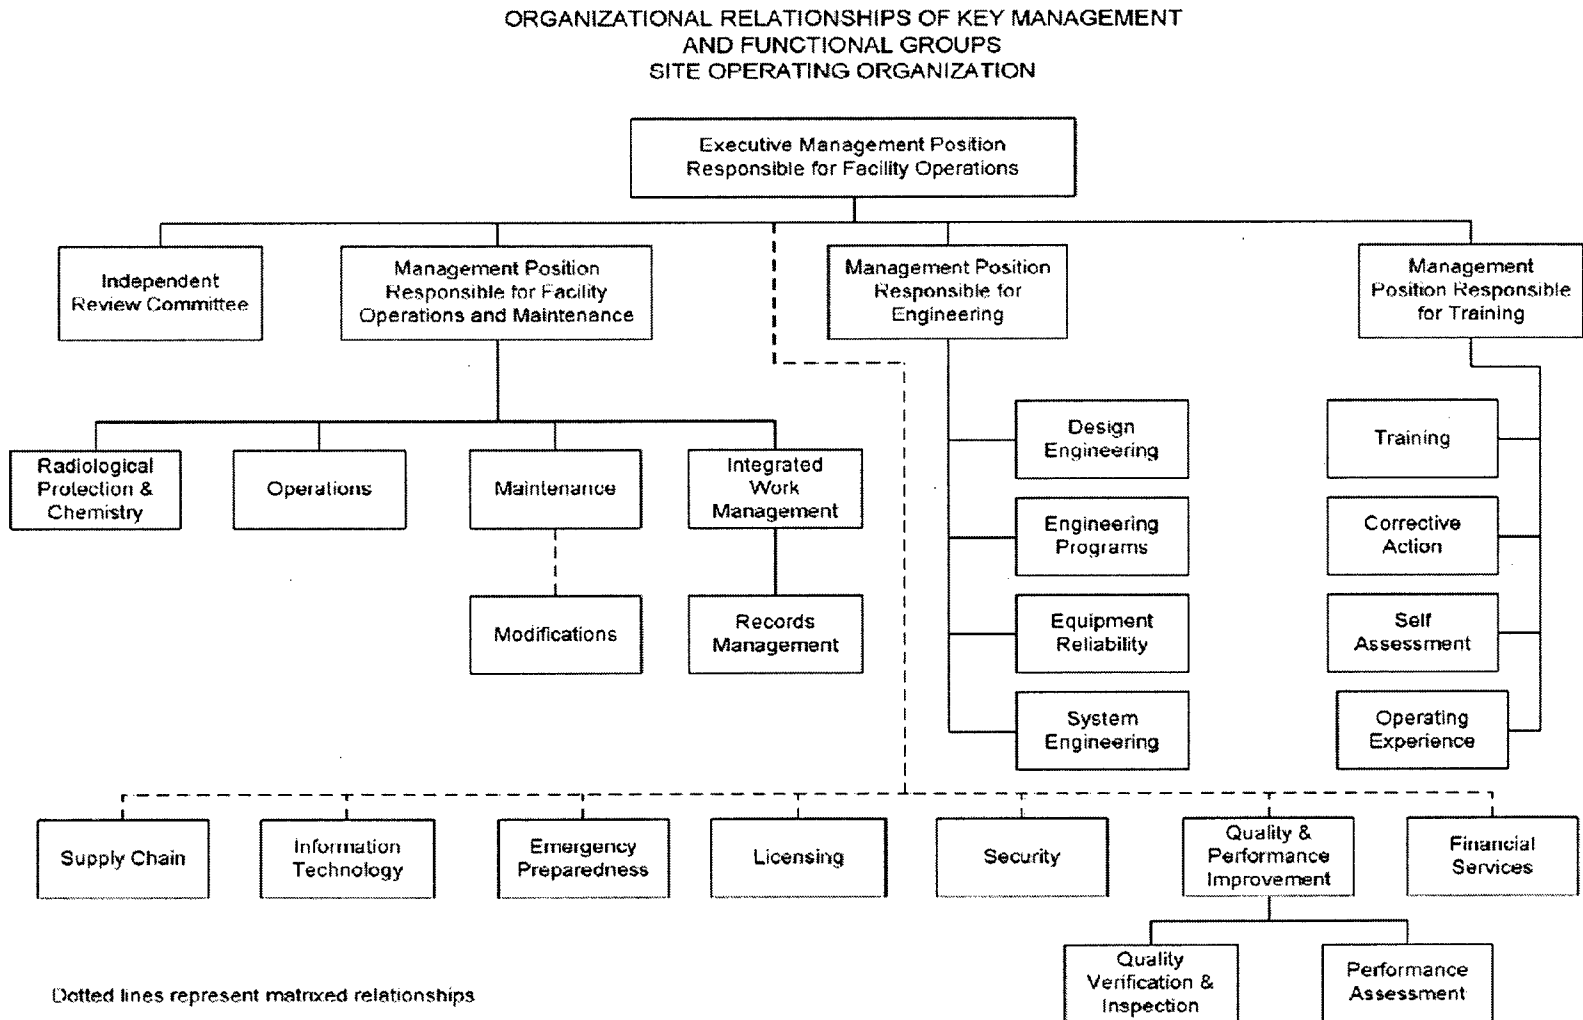 ORGANIZATIONAL RELATIONSHIPS OF KEY MANAGEMENT
AND FUNCTIONAL GROUPS
SITE OPERATING ORGANIZATION
Executive Management Position
Responsible for Facility Operations
Independent
Review Committee
Management Position
Responsible for Facility
Operations and Maintenance
Management Position
Responsible for
Engineering
Management
Position Responsible
for Training
Radiological
Protection &
Chemistry
Operations
Maintenance
Integrated
Work
Management
Modifications
Records
Management
Design
Engineering
Engineering
Programs
Equipment
Reliability
System
Engineering
Training
Corrective
Action
Self
Assessment
Operating
Experience
Supply Chain
Information
Technology
Emergency
Preparedness
Licensing
Security
Quality &
Performance
Improvement
Financial
Services
Quality
Verification &
Inspection
Performance
Assessment
Dotted lines represent matrixed relationships